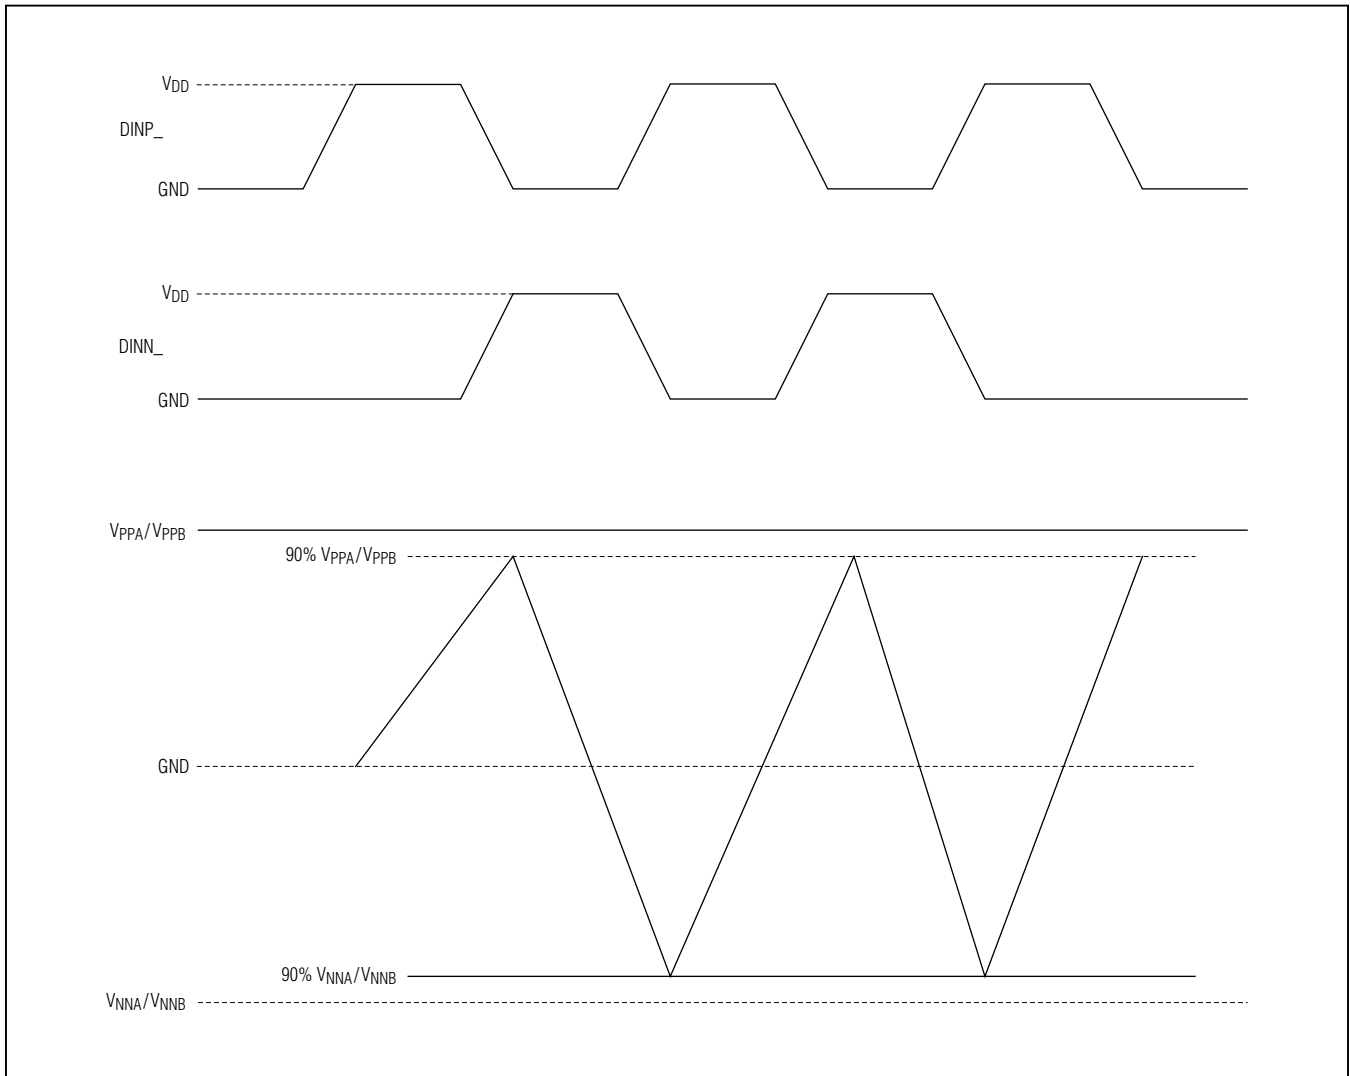 VDD
DINP_
GND
VDD
DINN_
GND
VPPA/VPPB
90% VPPA/VPPB
GND
90% VNNA/VNNB
VNNA/VNNB